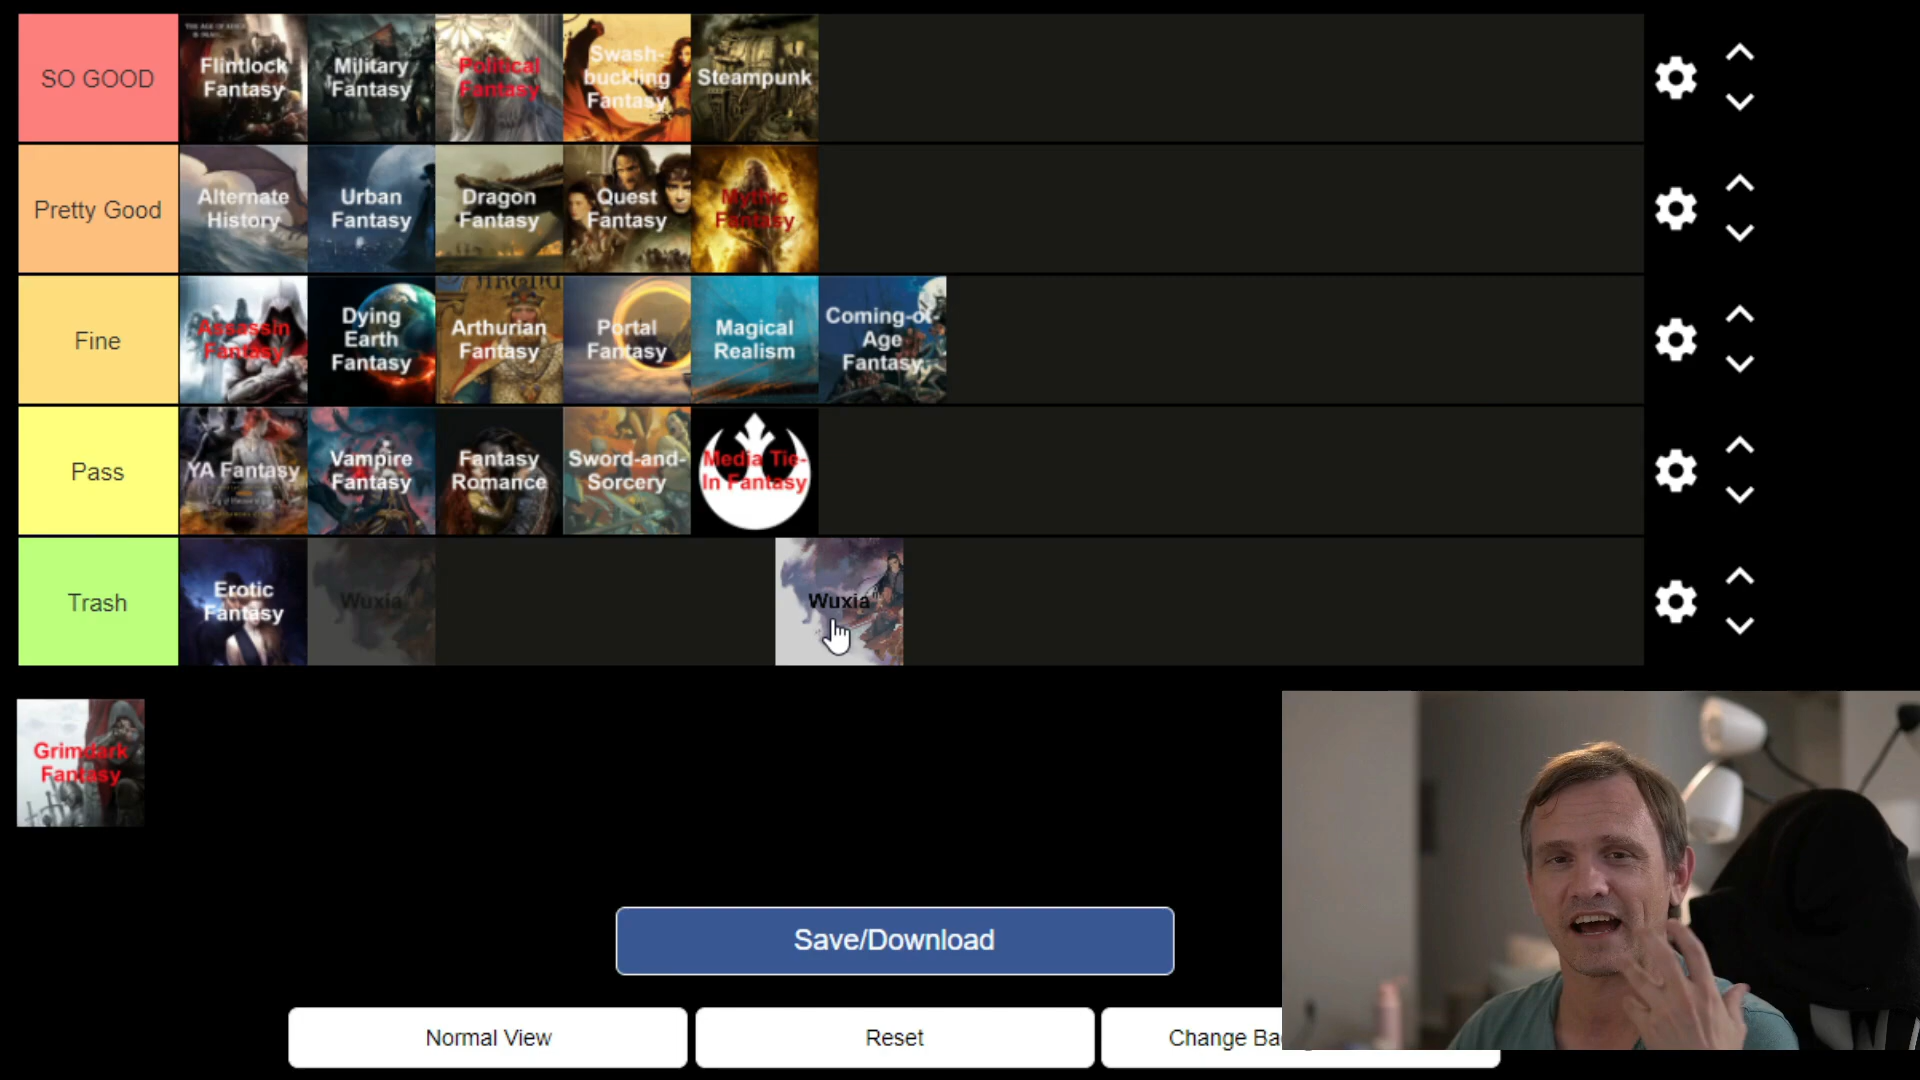 SO GOOD
Flintlock
Fantasy
Military
Fantasy
Political
Fantasy
Swash-
buckling
Fantasy
Steampunk
Pretty Good
Alternate
History
Urban
Fantasy
Dragon
Fantasy
Quest
Fantasy
Mythic
Fantasy
Fine
Assassin
Fantasy
Dying
Earth
Fantasy
Arthurian
Fantasy
Portal
Fantasy
Magical
Realism
Coming-of-
Age
Fantasy
Pass
YA Fantasy
Vampire
Fantasy
Fantasy
Romance
Sword-and-
Sorcery
Media Tie-
In Fantasy
Trash
Erotic
Fantasy
Wuxia
Wuxia
Grimdark
Fantasy
Save/Download
Normal View
Reset
Change